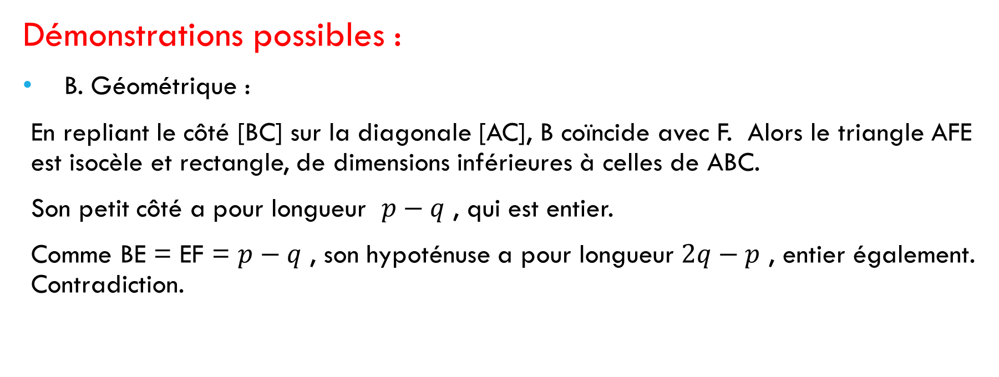 Démonstrations possibles :
• B. Géométrique :
En repliant le côté [BC] sur la diagonale [AC], B coïncide avec F. Alors le triangle AFE
est isocèle et rectangle, de dimensions inférieures à celles de ABC.
Son petit côté a pour longueur 𝑝 − 𝑞 , qui est entier.
Comme BE = EF = 𝑝 − 𝑞 , son hypoténuse a pour longueur 2𝑞 − 𝑝 , entier également.
Contradiction.